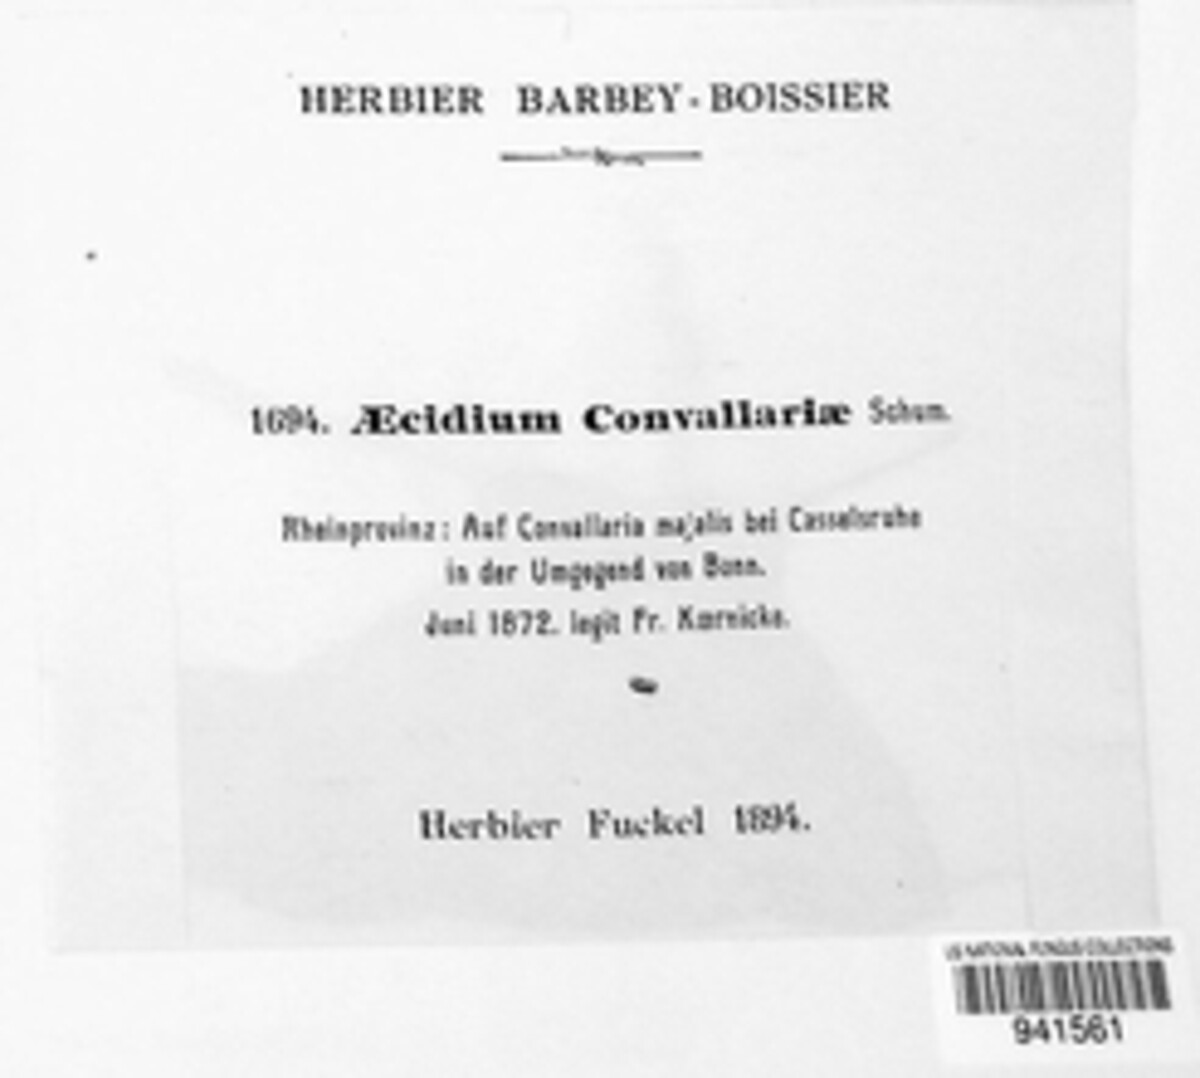 HERBIER BARBEY-BOISSIER
1694. Æcidium Convallariæ Schum.
Rheinprovinz: Auf Convallaria majalis bei Casselsruhe
in der Umgegend von Bonn.
Juni 1872. legit Fr. Kœrnicke.
Herbier Fuckel 1894.
US NATIONAL FUNGUS COLLECTIONS
941561